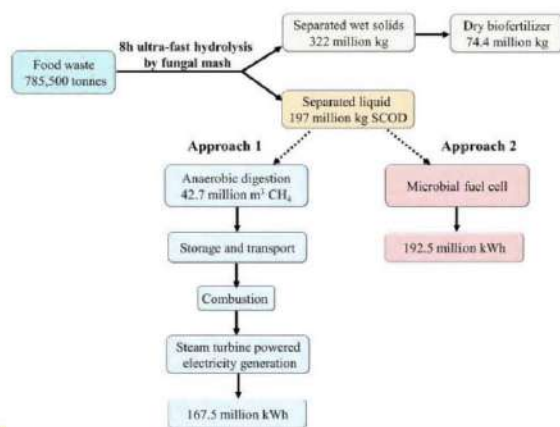 Separated wet solids
322 million kg
Dry biofertilizer
74.4 million kg
8h ultra-fast hydrolysis
by fungal mash
Food waste
785,500 tonnes
Separated liquid
197 million kg SCOD
Approach 1
Approach 2
Anaerobic digestion
42.7 million m³ CH₄
Microbial fuel cell
Storage and transport
192.5 million kWh
Combustion
Steam turbine powered
electricity generation
167.5 million kWh